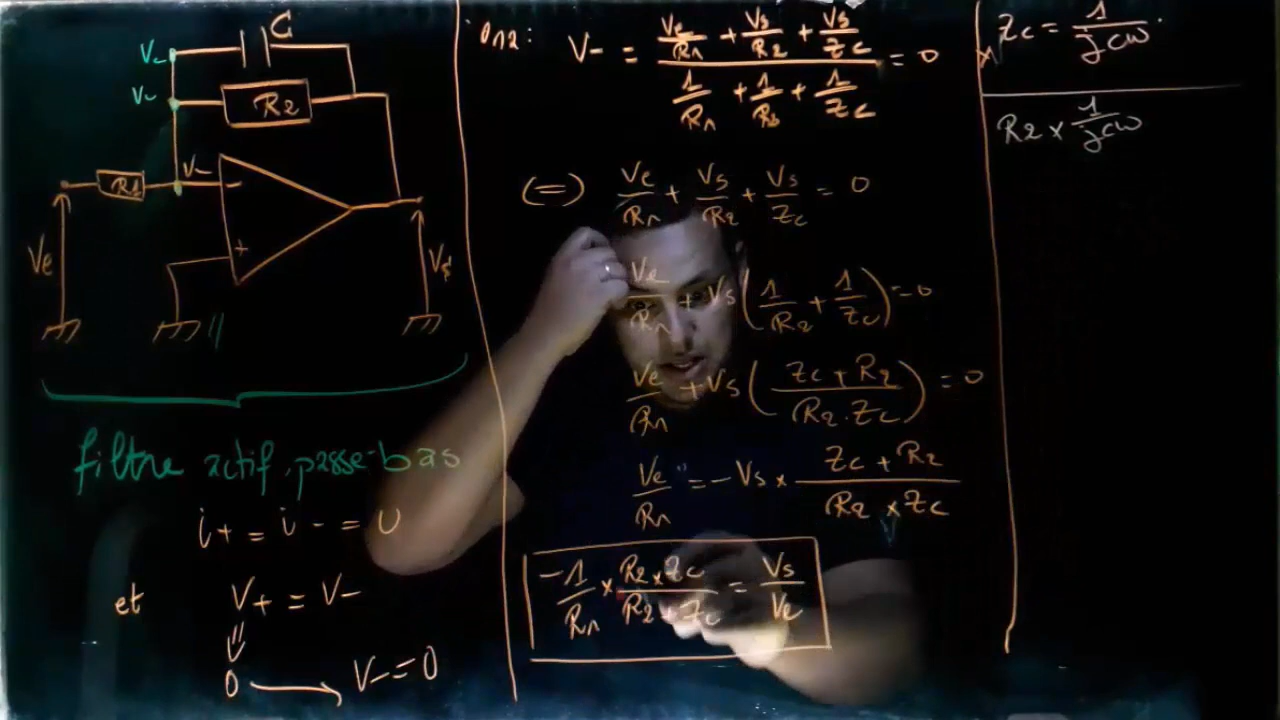 C
V-
R2
V-
V-
R1
-
+
Ve
Vs
filtre actif passe-bas
i+ = i- = 0
et V+ = V-
0 → V- = 0
on a : V- = (Ve/R1 + Vs/R2 + Vs/Zc) / (1/R1 + 1/R2 + 1/Zc) = 0
(=) Ve/R1 + Vs/R2 + Vs/Zc = 0
Ve/R1 + Vs(1/R2 + 1/Zc) = 0
Ve/R1 + Vs((Zc + R2)/(R2 . Zc)) = 0
Ve/R1 = -Vs × (Zc + R2)/(R2 × Zc)
-1/R1 × (R2 × Zc)/(R2 + Zc) = Vs/Ve
Zc = 1/jCω
R2 × 1/jCω